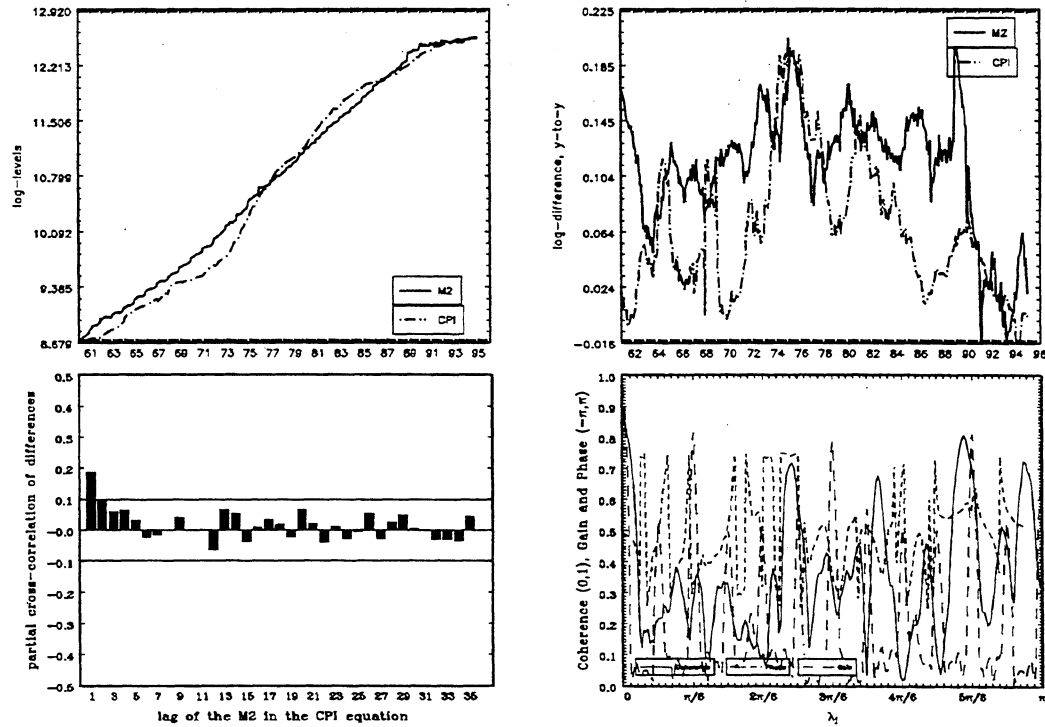 12.920
12.213
11.506
10.799
10.092
9.385
8.679
log-levels
M2
CPI
61 63 65 67 69 71 73 75 77 79 81 83 85 87 89 91 93 95
0.225
0.185
0.145
0.104
0.064
0.024
-0.016
log-difference, y-to-y
M2
CPI
62 64 66 68 70 72 74 76 78 80 82 84 86 88 90 92 94 96
0.5
0.4
0.3
0.2
0.1
-0.0
-0.1
-0.2
-0.3
-0.4
-0.5
partial cross-correlation of differences
1 3 5 7 9 11 13 15 17 19 21 23 25 27 29 31 33 35
lag of the M2 in the CPI equation
1.0
0.9
0.8
0.7
0.6
0.5
0.4
0.3
0.2
0.1
0.0
Coherence (0,1), Gain and Phase (-π,π)
0 π/6 2π/6 3π/6 4π/6 5π/6 π
λj